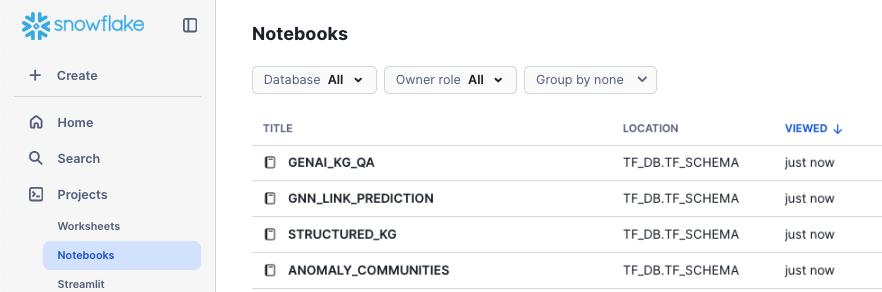 snowflake
Create
Home
Search
Projects
Worksheets
Notebooks
Streamlit
Notebooks
Database All Owner role All Group by none
TITLE LOCATION VIEWED
GENAI_KG_QA TF_DB.TF_SCHEMA just now
GNN_LINK_PREDICTION TF_DB.TF_SCHEMA just now
STRUCTURED_KG TF_DB.TF_SCHEMA just now
ANOMALY_COMMUNITIES TF_DB.TF_SCHEMA just now